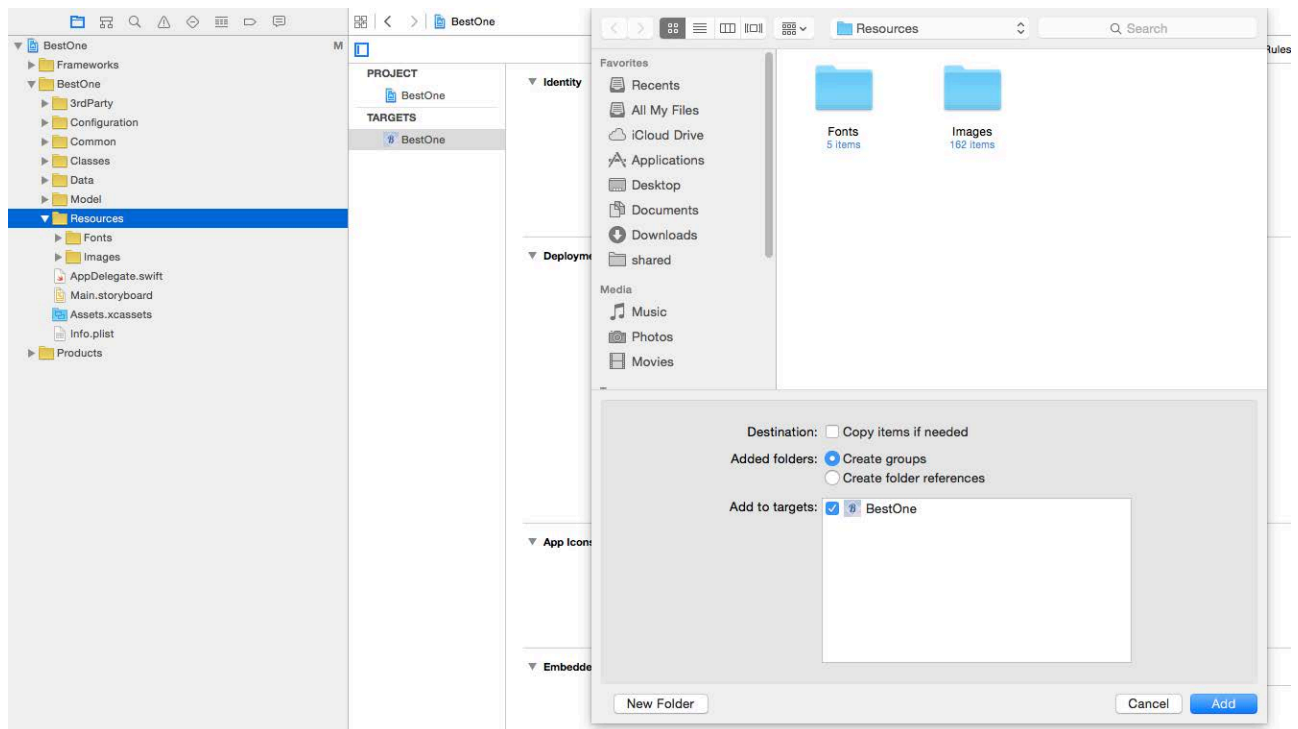 BestOne
BestOne M
Frameworks
BestOne
3rdParty
Configuration
Common
Classes
Data
Model
Resources
Fonts
Images
AppDelegate.swift
Main.storyboard
Assets.xcassets
Info.plist
Products
PROJECT
BestOne
TARGETS
BestOne
Identity
Deployme
App Icons
Embedde
Rules
Resources
Search
Favorites
Recents
All My Files
iCloud Drive
Applications
Desktop
Documents
Downloads
shared
Media
Music
Photos
Movies
Fonts
5 items
Images
162 items
Destination: Copy items if needed
Added folders: Create groups
Create folder references
Add to targets: BestOne
New Folder
Cancel
Add